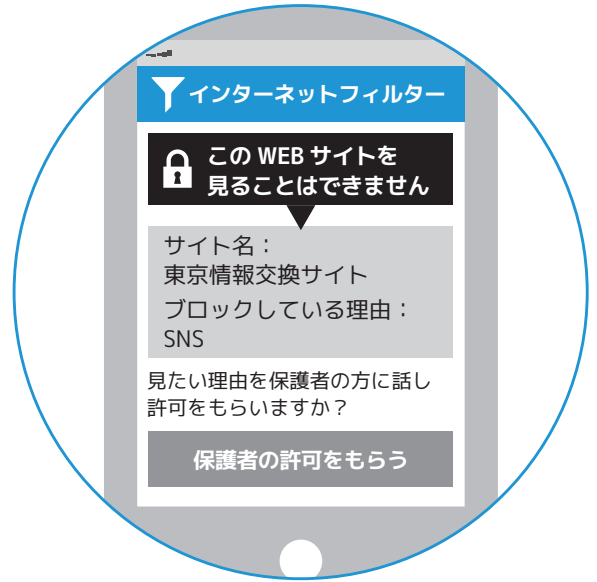 インターネットフィルター
この WEB サイトを
見ることはできません
サイト名：
東京情報交換サイト
ブロックしている理由：
SNS
見たい理由を保護者の方に話し
許可をもらいますか？
保護者の許可をもらう